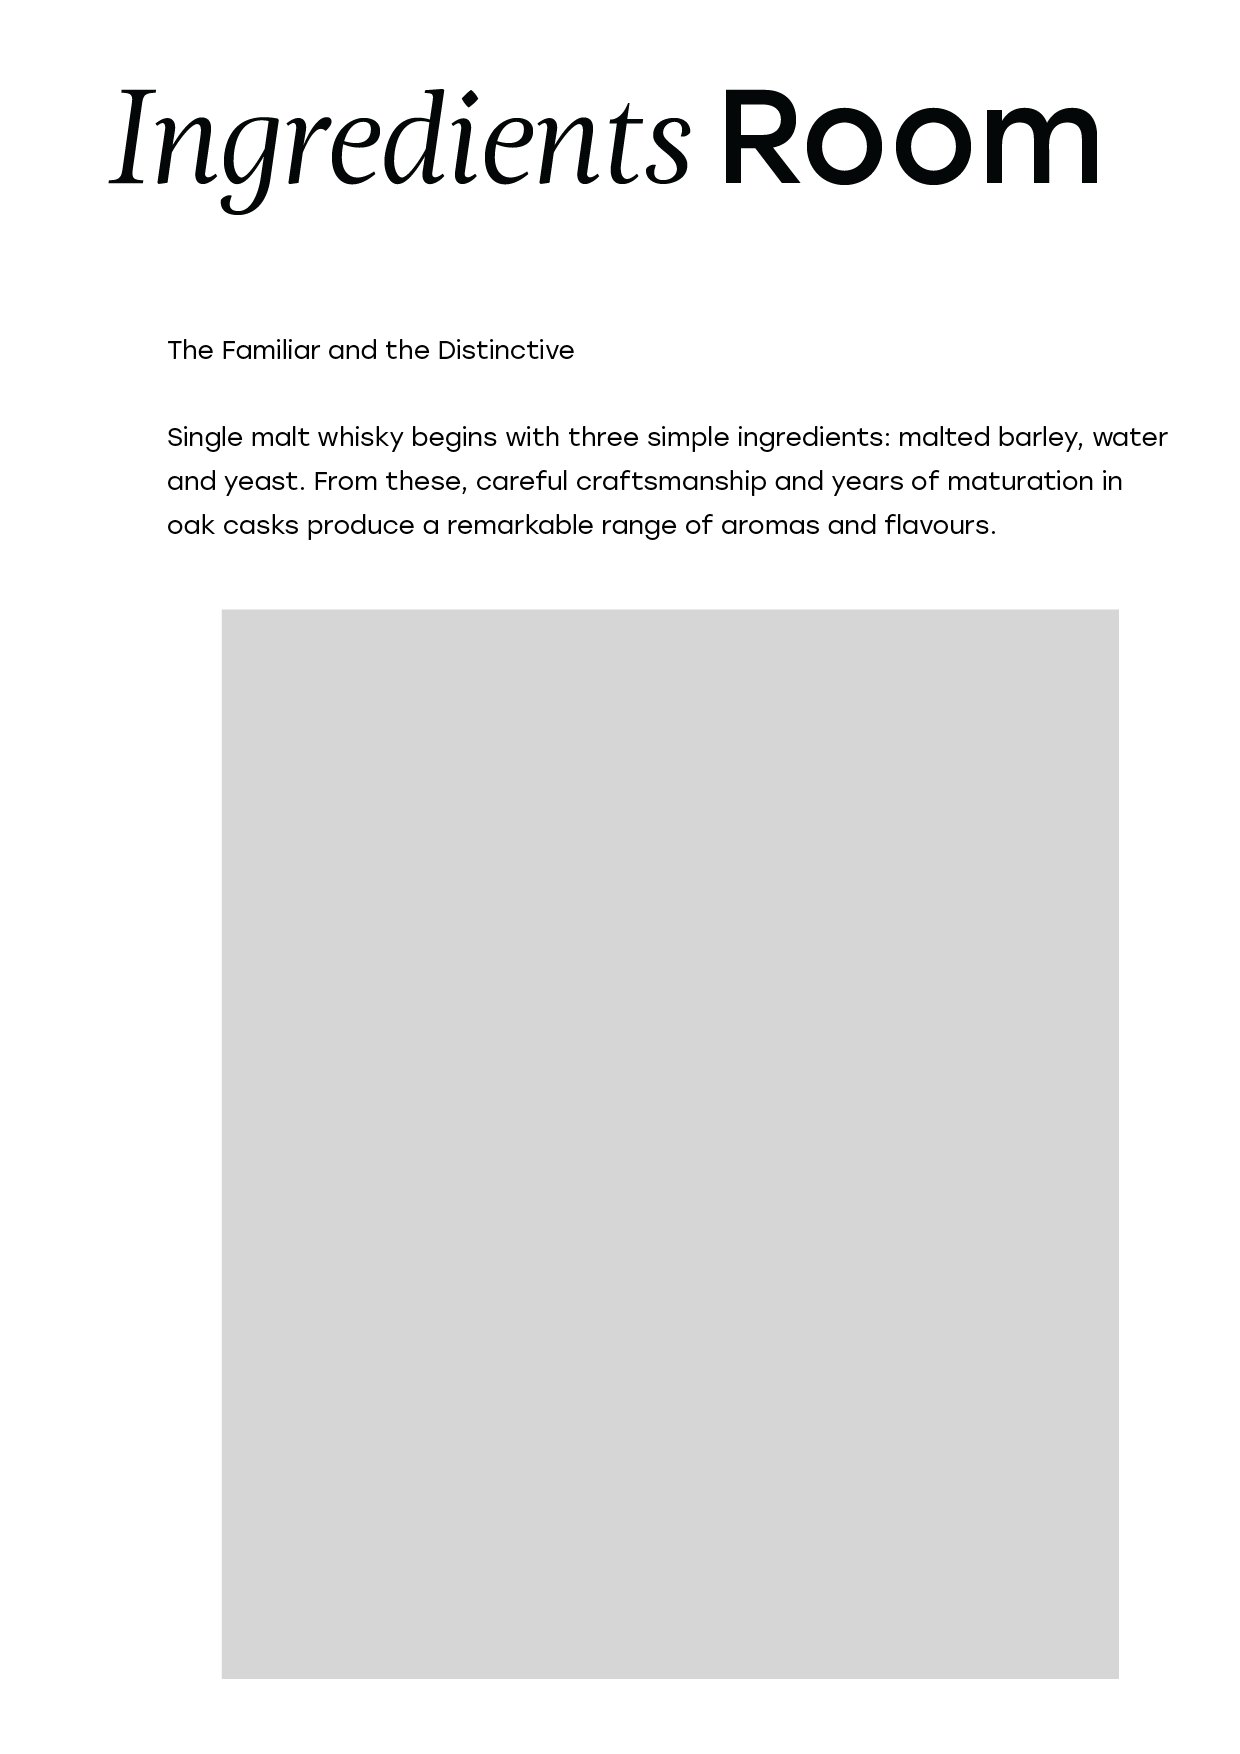 Ingredients Room
The Familiar and the Distinctive
Single malt whisky begins with three simple ingredients: malted barley, water
and yeast. From these, careful craftsmanship and years of maturation in
oak casks produce a remarkable range of aromas and flavours.